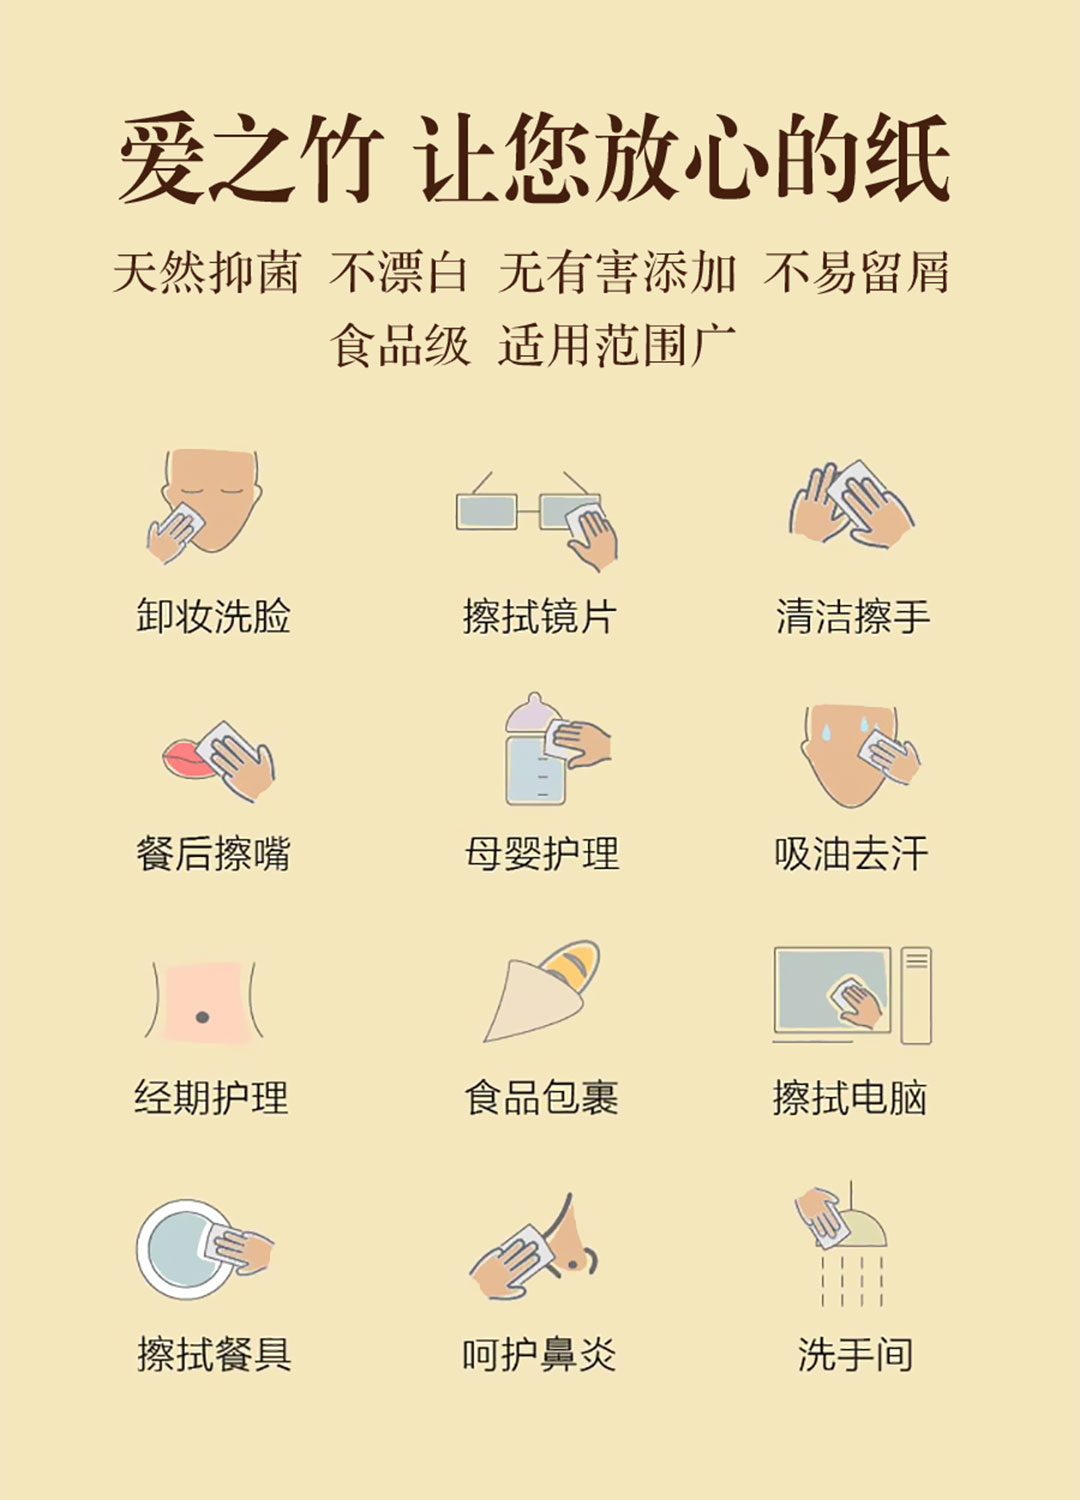 爱之竹 让您放心的纸
天然抑菌 不漂白 无有害添加 不易留屑
食品级 适用范围广
卸妆洗脸 擦拭镜片 清洁擦手
餐后擦嘴 母婴护理 吸油去汗
经期护理 食品包裹 擦拭电脑
擦拭餐具 呵护鼻炎 洗手间